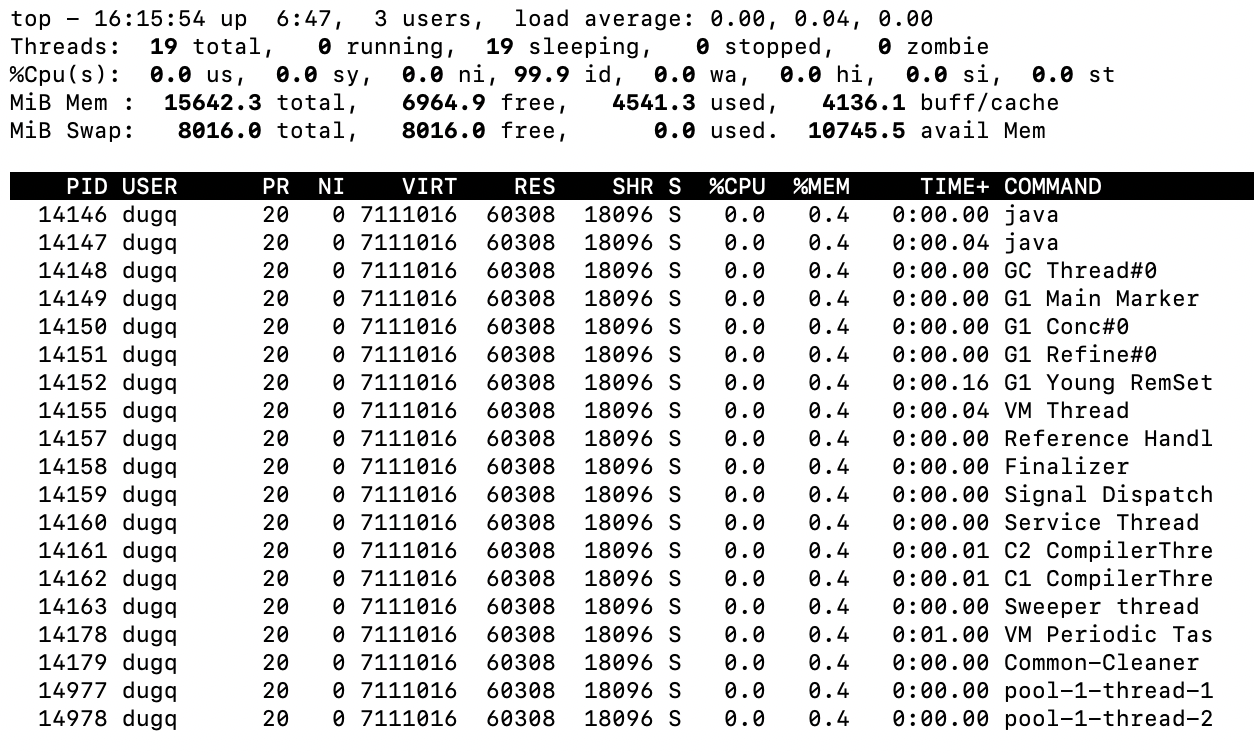 top - 16:15:54 up  6:47,  3 users,  load average: 0.00, 0.04, 0.00
Threads:  19 total,   0 running,  19 sleeping,   0 stopped,   0 zombie
%Cpu(s):  0.0 us,  0.0 sy,  0.0 ni, 99.9 id,  0.0 wa,  0.0 hi,  0.0 si,  0.0 st
MiB Mem :  15642.3 total,   6964.9 free,   4541.3 used,   4136.1 buff/cache
MiB Swap:   8016.0 total,   8016.0 free,      0.0 used.  10745.5 avail Mem
PID USER      PR  NI    VIRT    RES    SHR S  %CPU  %MEM     TIME+ COMMAND
14146 dugq      20   0 7111016  60308  18096 S   0.0   0.4   0:00.00 java
14147 dugq      20   0 7111016  60308  18096 S   0.0   0.4   0:00.04 java
14148 dugq      20   0 7111016  60308  18096 S   0.0   0.4   0:00.00 GC Thread#0
14149 dugq      20   0 7111016  60308  18096 S   0.0   0.4   0:00.00 G1 Main Marker
14150 dugq      20   0 7111016  60308  18096 S   0.0   0.4   0:00.00 G1 Conc#0
14151 dugq      20   0 7111016  60308  18096 S   0.0   0.4   0:00.00 G1 Refine#0
14152 dugq      20   0 7111016  60308  18096 S   0.0   0.4   0:00.16 G1 Young RemSet
14155 dugq      20   0 7111016  60308  18096 S   0.0   0.4   0:00.04 VM Thread
14157 dugq      20   0 7111016  60308  18096 S   0.0   0.4   0:00.00 Reference Handl
14158 dugq      20   0 7111016  60308  18096 S   0.0   0.4   0:00.00 Finalizer
14159 dugq      20   0 7111016  60308  18096 S   0.0   0.4   0:00.00 Signal Dispatch
14160 dugq      20   0 7111016  60308  18096 S   0.0   0.4   0:00.00 Service Thread
14161 dugq      20   0 7111016  60308  18096 S   0.0   0.4   0:00.01 C2 CompilerThre
14162 dugq      20   0 7111016  60308  18096 S   0.0   0.4   0:00.01 C1 CompilerThre
14163 dugq      20   0 7111016  60308  18096 S   0.0   0.4   0:00.00 Sweeper thread
14178 dugq      20   0 7111016  60308  18096 S   0.0   0.4   0:01.00 VM Periodic Tas
14179 dugq      20   0 7111016  60308  18096 S   0.0   0.4   0:00.00 Common-Cleaner
14977 dugq      20   0 7111016  60308  18096 S   0.0   0.4   0:00.00 pool-1-thread-1
14978 dugq      20   0 7111016  60308  18096 S   0.0   0.4   0:00.00 pool-1-thread-2